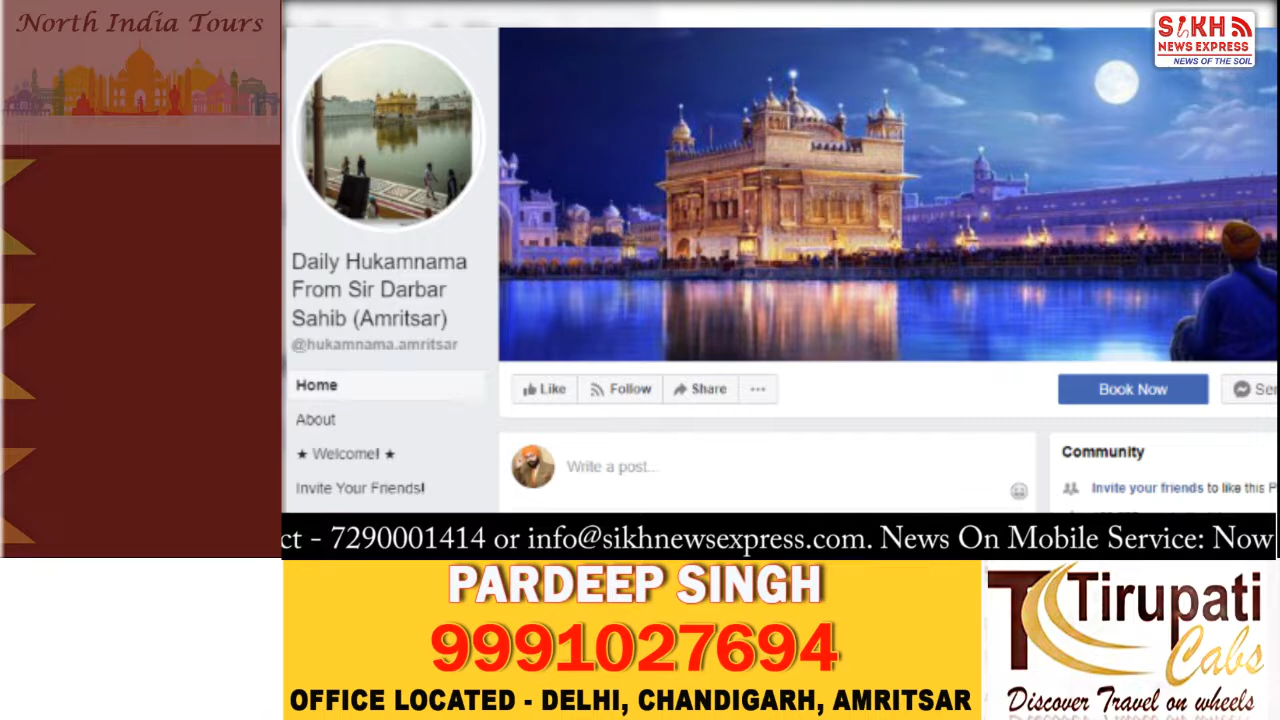 North India Tours
SIKH
NEWS EXPRESS
NEWS OF THE SOIL
Daily Hukamnama
From Sir Darbar
Sahib (Amritsar)
@hukamnama.amritsar
Home
About
★ Welcome! ★
Invite Your Friends!
Like
Follow
Share
Book Now
Write a post...
Community
Invite your friends to like this P
ct - 7290001414 or info@sikhnewsexpress.com. News On Mobile Service: Now
PARDEEP SINGH
9991027694
OFFICE LOCATED - DELHI, CHANDIGARH, AMRITSAR
Tirupati
Cabs
Discover Travel on wheels